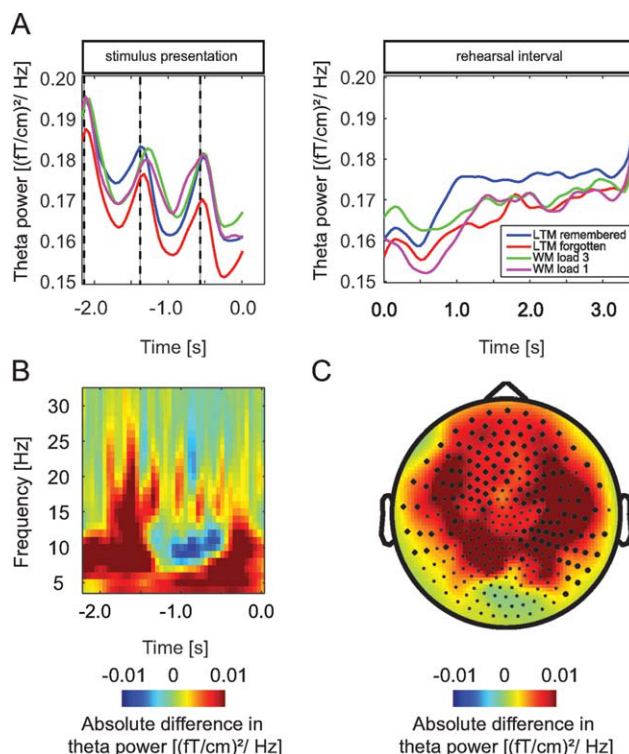 A
stimulus presentation
rehearsal interval
Theta power [(fT/cm)²/ Hz]
0.20
0.19
0.18
0.17
0.16
0.15
-2.0 -1.0 0.0
Time [s]
Theta power [(fT/cm)²/ Hz]
0.20
0.19
0.18
0.17
0.16
0.15
LTM remembered
LTM forgotten
WM load 3
WM load 1
0.0 1.0 2.0 3.0
Time [s]
B
Frequency [Hz]
30
25
20
15
10
5
-2.0 -1.0 0.0
Time [s]
-0.01 0 0.01
Absolute difference in
theta power [(fT/cm)²/ Hz]
C
-0.01 0 0.01
Absolute difference in
theta power [(fT/cm)²/ Hz]